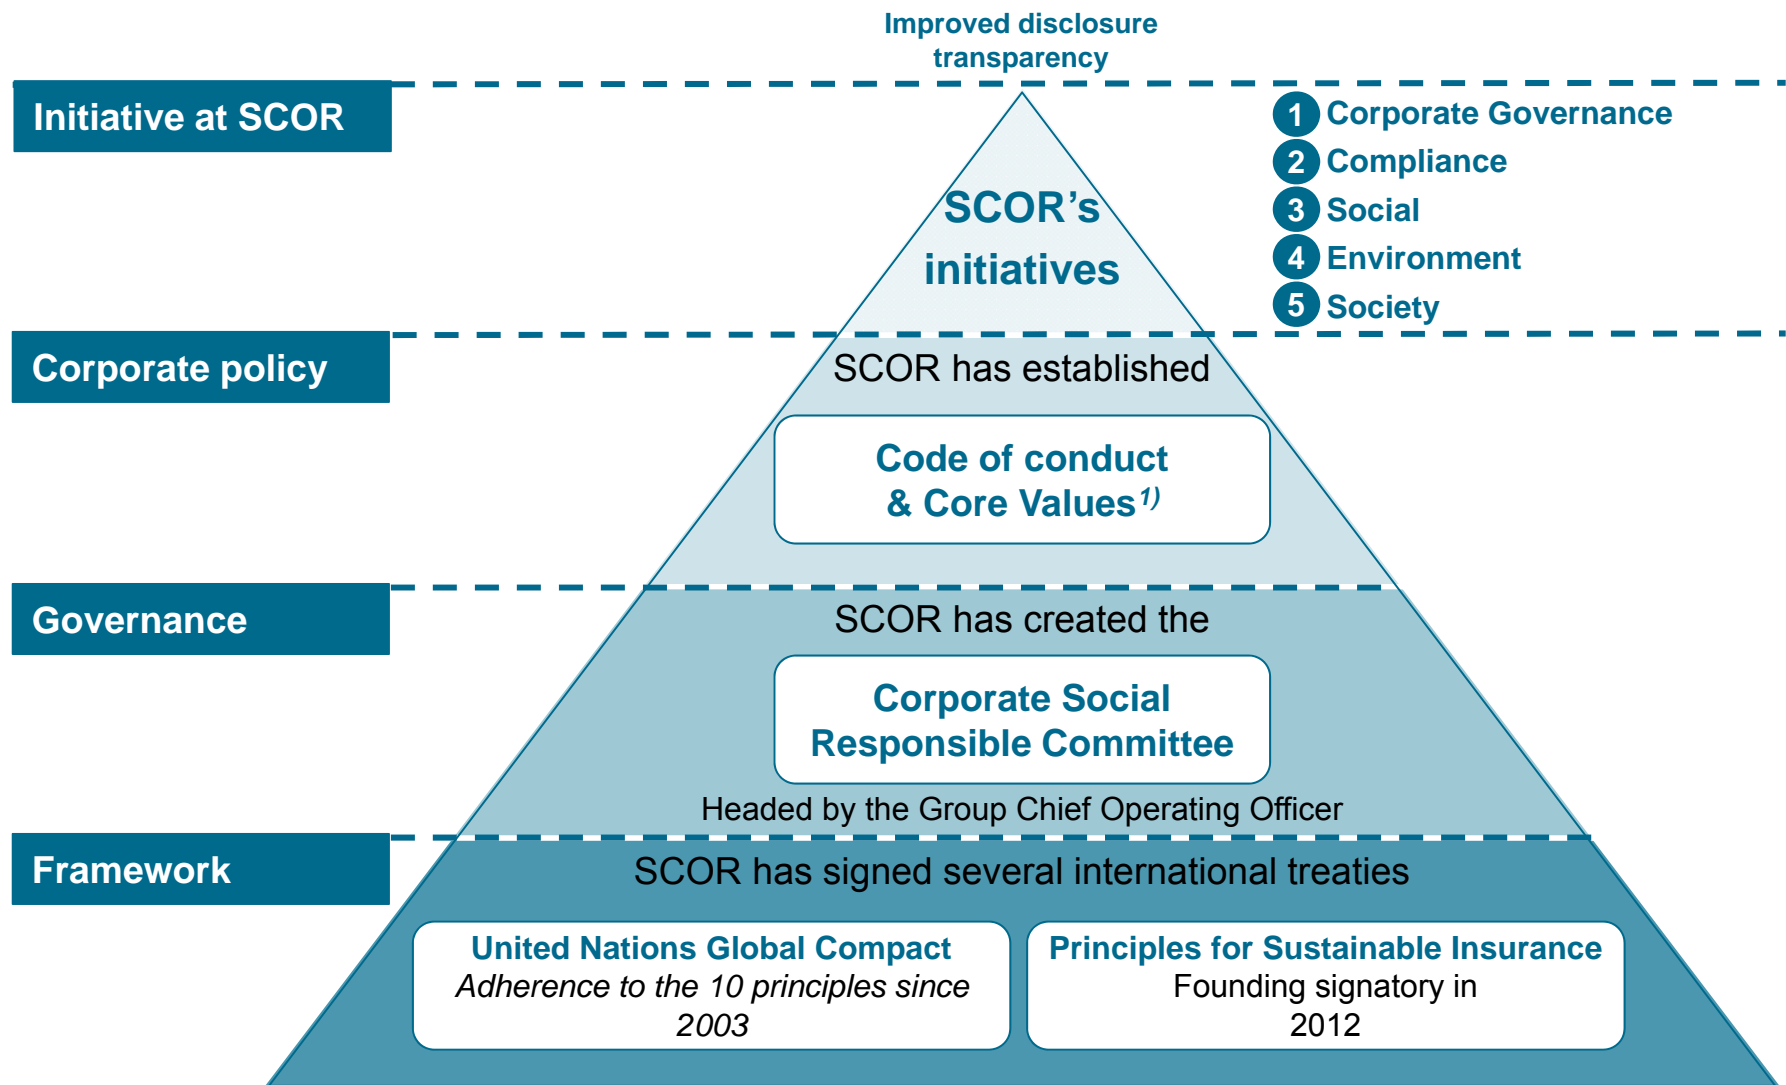 Improved disclosure
transparency
Initiative at SCOR
SCOR's
initiatives
1 Corporate Governance
2 Compliance
3 Social
4 Environment
5 Society
Corporate policy
SCOR has established
Code of conduct
& Core Values1)
Governance
SCOR has created the
Corporate Social
Responsible Committee
Headed by the Group Chief Operating Officer
Framework
SCOR has signed several international treaties
United Nations Global Compact
Adherence to the 10 principles since
2003
Principles for Sustainable Insurance
Founding signatory in
2012